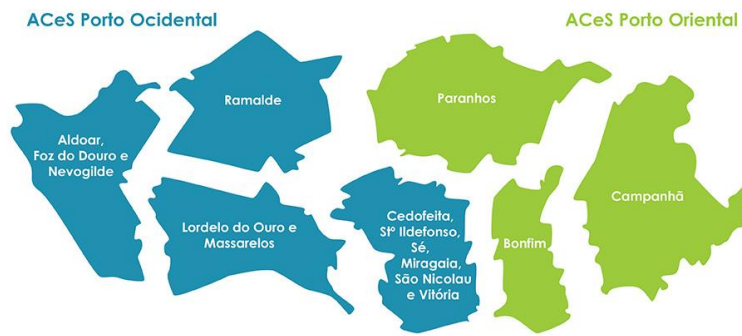 ACeS Porto Ocidental
ACeS Porto Oriental
Ramalde
Paranhos
Aldoar,
Foz do Douro e
Nevogilde
Campanhã
Lordelo do Ouro e
Massarelos
Cedofeita,
Stº Ildefonso,
Sé,
Miragaia,
São Nicolau
e Vitória
Bonfim